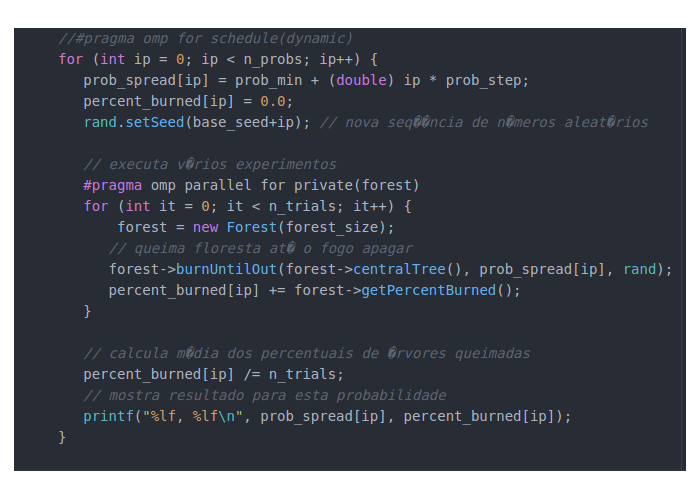 //#pragma omp for schedule(dynamic)
for (int ip = 0; ip < n_probs; ip++) {
prob_spread[ip] = prob_min + (double) ip * prob_step;
percent_burned[ip] = 0.0;
rand.setSeed(base_seed+ip); // nova seq��ncia de n�meros aleat�rios
// executa v�rios experimentos
#pragma omp parallel for private(forest)
for (int it = 0; it < n_trials; it++) {
forest = new Forest(forest_size);
// queima floresta at� o fogo apagar
forest->burnUntilOut(forest->centralTree(), prob_spread[ip], rand);
percent_burned[ip] += forest->getPercentBurned();
}
// calcula m�dia dos percentuais de �rvores queimadas
percent_burned[ip] /= n_trials;
// mostra resultado para esta probabilidade
printf("%lf, %lf\n", prob_spread[ip], percent_burned[ip]);
}